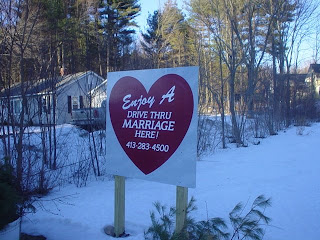 Enjoy A
DRIVE THRU
MARRIAGE
HERE!
413-283-4500